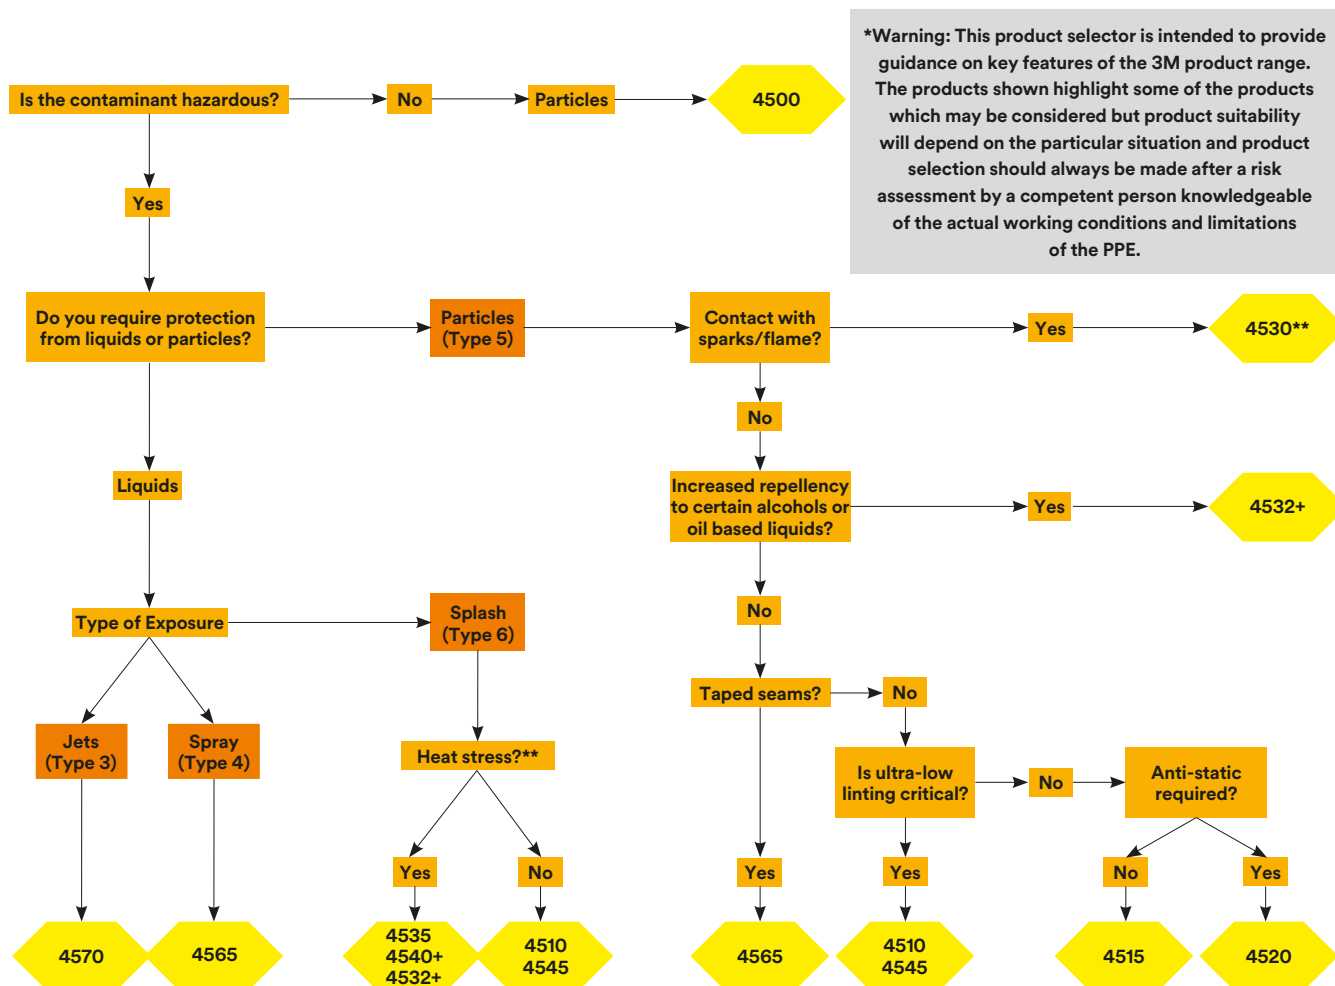 *Warning: This product selector is intended to provide
guidance on key features of the 3M product range.
The products shown highlight some of the products
which may be considered but product suitability
will depend on the particular situation and product
selection should always be made after a risk
assessment by a competent person knowledgeable
of the actual working conditions and limitations
of the PPE.
Is the contaminant hazardous?
No
Particles
4500
Yes
Do you require protection
from liquids or particles?
Particles
(Type 5)
Contact with
sparks/flame?
Yes
4530**
No
Liquids
Increased repellency
to certain alcohols or
oil based liquids?
Yes
4532+
No
Type of Exposure
Splash
(Type 6)
Taped seams?
No
Jets
(Type 3)
Spray
(Type 4)
Heat stress?**
Is ultra-low
linting critical?
No
Anti-static
required?
Yes
No
Yes
Yes
No
Yes
4570
4565
4535
4540+
4532+
4510
4545
4565
4510
4545
4515
4520